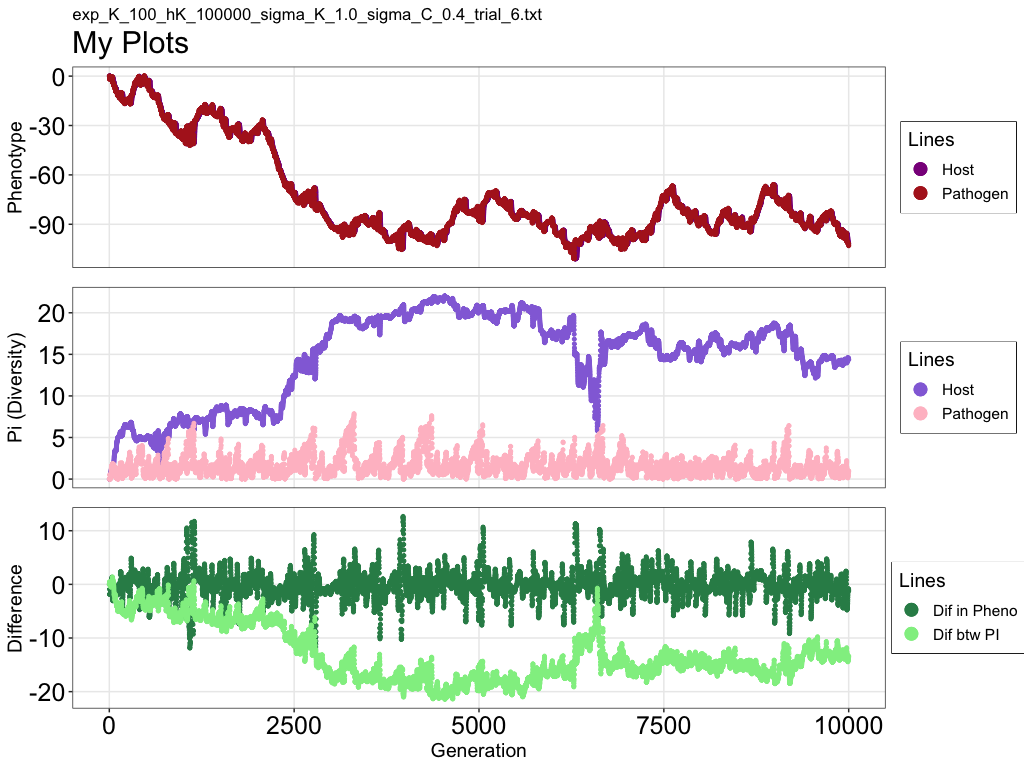 exp_K_100_hK_100000_sigma_K_1.0_sigma_C_0.4_trial_6.txt
My Plots
Phenotype
0
-30
-60
-90
Lines
Host
Pathogen
Pi (Diversity)
20
15
10
5
0
Lines
Host
Pathogen
Difference
10
0
-10
-20
Lines
Dif in Pheno
Dif btw PI
0 2500 5000 7500 10000
Generation